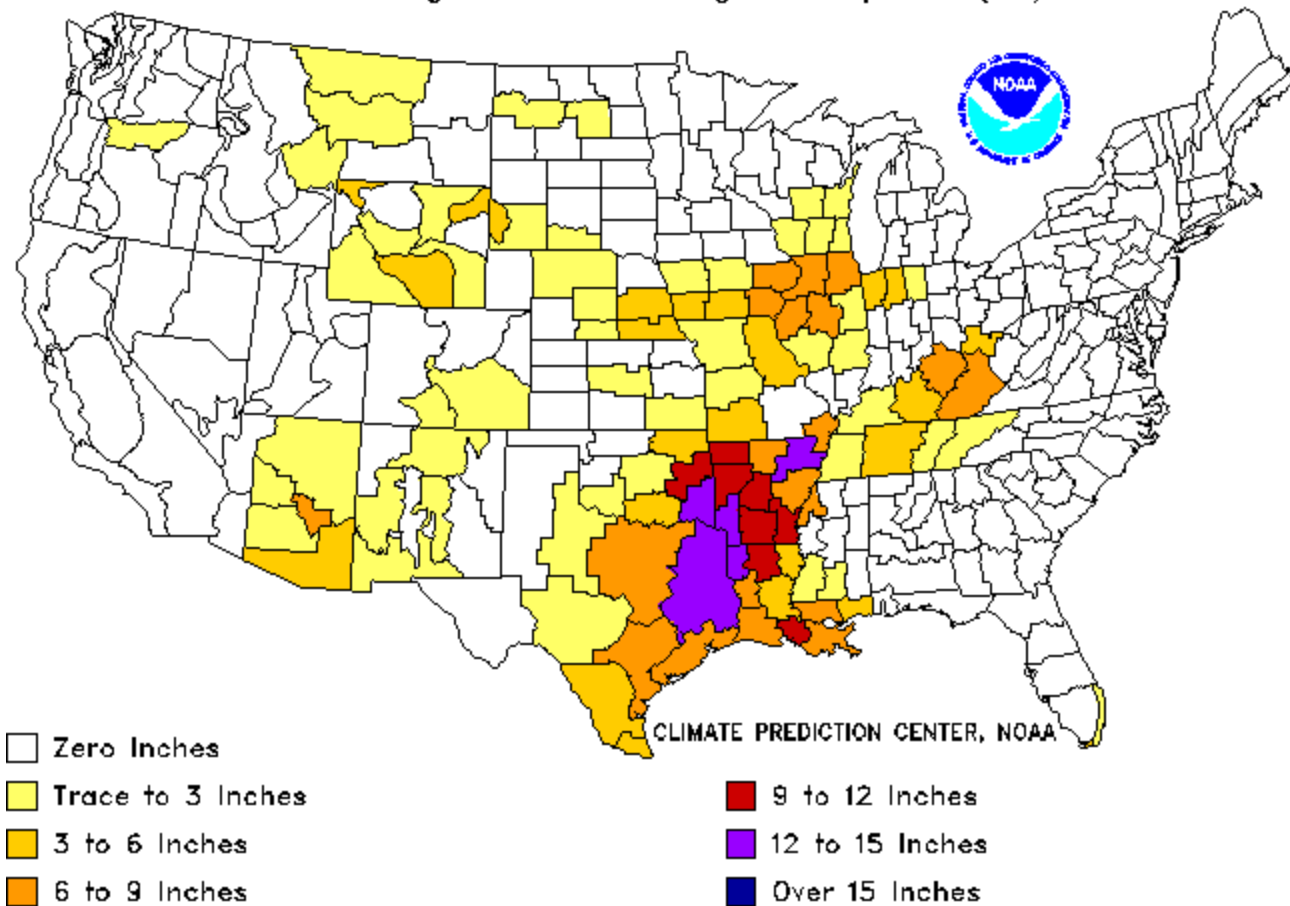 NOAA
CLIMATE PREDICTION CENTER, NOAA
Zero Inches
Trace to 3 Inches
3 to 6 Inches
6 to 9 Inches
9 to 12 Inches
12 to 15 Inches
Over 15 Inches